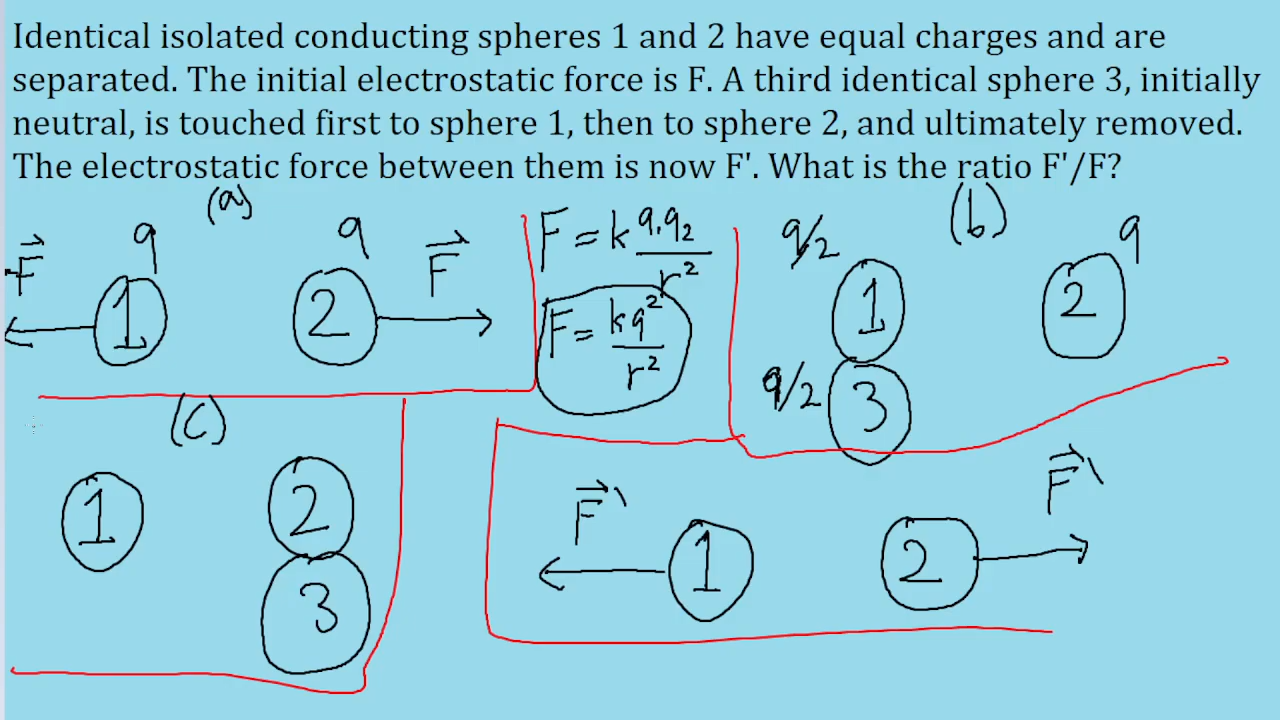 Identical isolated conducting spheres 1 and 2 have equal charges and are
separated. The initial electrostatic force is F. A third identical sphere 3, initially
neutral, is touched first to sphere 1, then to sphere 2, and ultimately removed.
The electrostatic force between them is now F'. What is the ratio F'/F?
(a)
-F
q
q
F
1
2
F = k q₁q₂/r²
F = kq²/r²
(b)
q/2
q
1
2
q/2
3
(c)
1
2
3
F'
F'
1
2